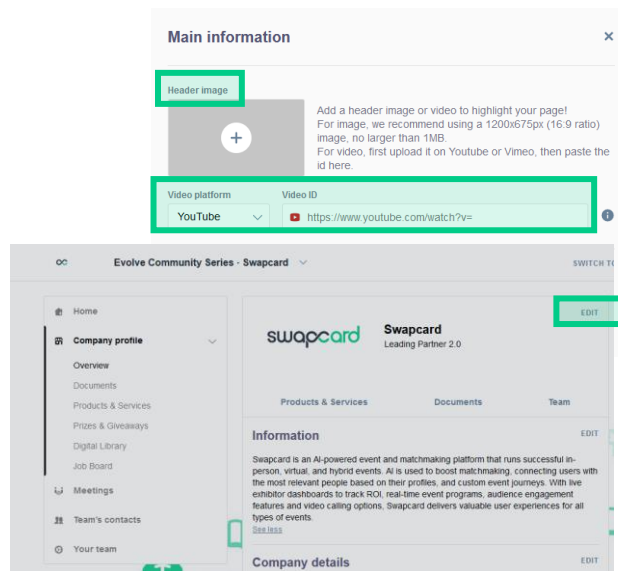 Main information
Header image
Add a header image or video to highlight your page!
For image, we recommend using a 1200x675px (16:9 ratio)
image, no larger than 1MB.
For video, first upload it on Youtube or Vimeo, then paste the
id here.
Video platform
Video ID
YouTube
https://www.youtube.com/watch?v=
Evolve Community Series - Swapcard
SWITCH TO
Home
Company profile
Overview
Documents
Products & Services
Prizes & Giveaways
Digital Library
Job Board
Meetings
Team's contacts
Your team
EDIT
swapcard
Swapcard
Leading Partner 2.0
Products & Services
Documents
Team
Information
EDIT
Swapcard is an AI-powered event and matchmaking platform that runs successful in-
person, virtual, and hybrid events. AI is used to boost matchmaking, connecting users with
the most relevant people based on their profiles, and custom event journeys. With live
exhibitor dashboards to track ROI, real-time event programs, audience engagement
features and video calling options, Swapcard delivers valuable user experiences for all
types of events.
See less
Company details
EDIT